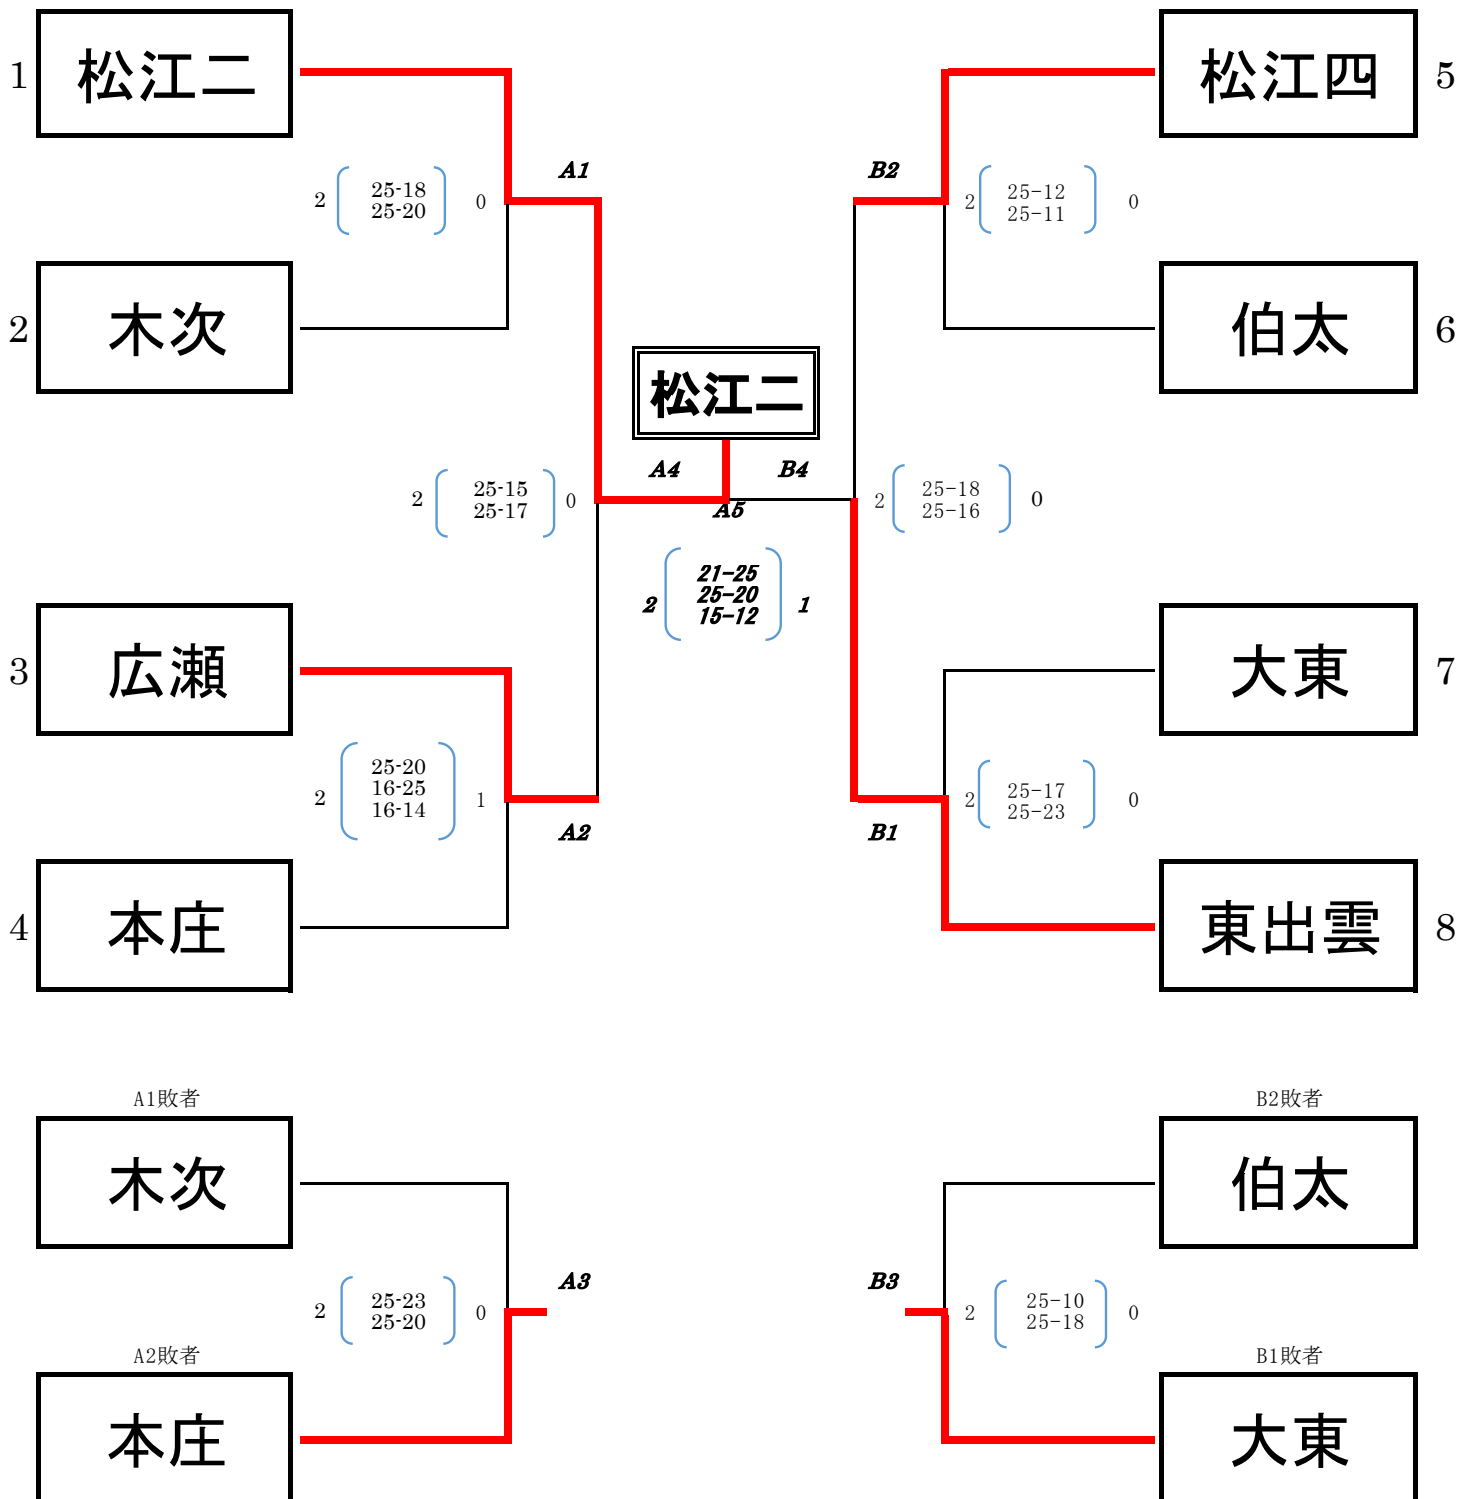 1 松江二
松江四 5
A1
B2
2 25-18 0
25-20
2 25-12 0
25-11
2 木次
伯太 6
松江二
A4
B4
2 25-15 0
25-17
2 25-18 0
25-16
A5
21-25
2 25-20 1
15-12
3 広瀬
大東 7
25-20
2 16-25 1
16-14
2 25-17 0
25-23
A2
B1
4 本庄
東出雲 8
A1敗者
B2敗者
木次
伯太
A3
B3
2 25-23 0
25-20
2 25-10 0
25-18
A2敗者
B1敗者
本庄
大東